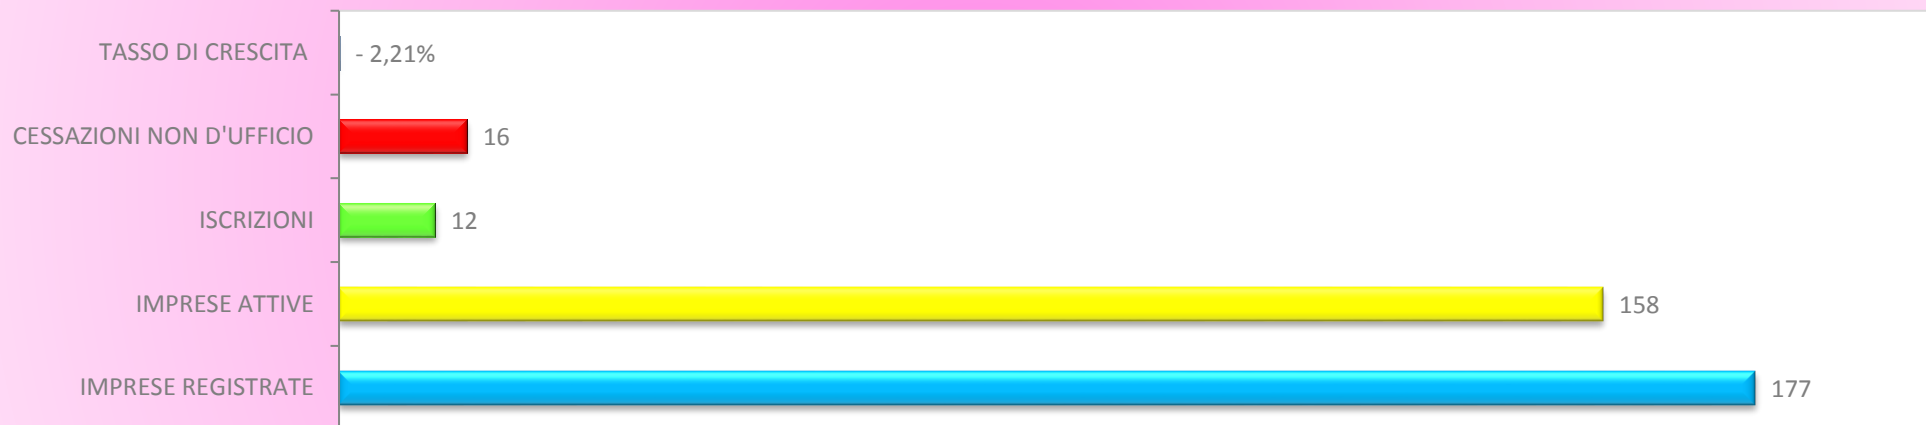 TASSO DI CRESCITA - 2,21%
CESSAZIONI NON D'UFFICIO 16
ISCRIZIONI 12
IMPRESE ATTIVE 158
IMPRESE REGISTRATE 177